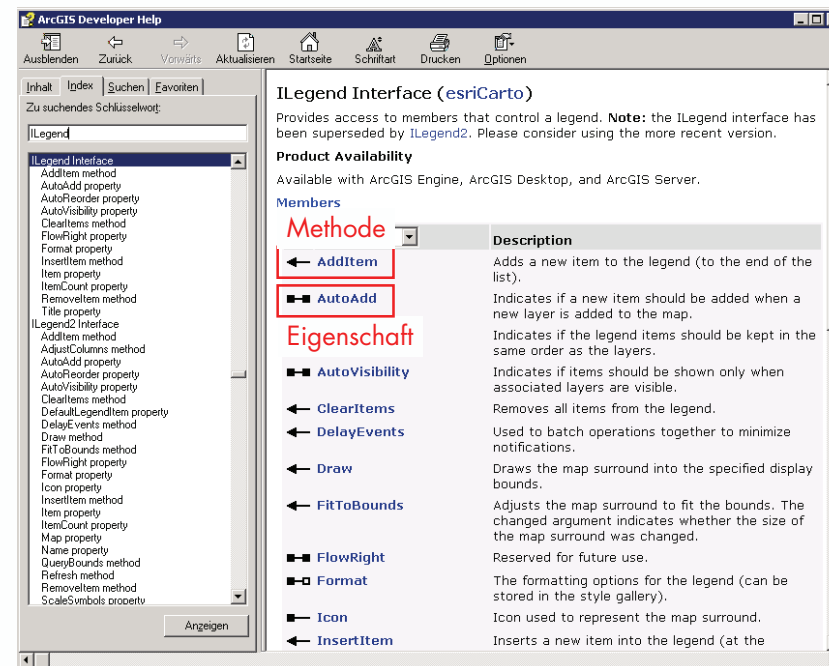 ArcGIS Developer Help
Ausblenden Zurück Vorwärts Aktualisieren Startseite Schriftart Drucken Optionen
Inhalt Index Suchen Favoriten
Zu suchendes Schlüsselwort:
ILegend
ILegend Interface
AddItem method
AutoAdd property
AutoReorder property
AutoVisibility property
ClearItems method
FlowRight property
Format property
InsertItem method
Item property
ItemCount property
RemoveItem method
Title property
ILegend2 Interface
AddItem method
AdjustColumns method
AutoAdd property
AutoReorder property
AutoVisibility property
ClearItems method
DefaultLegendItem property
DelayEvents method
Draw method
FitToBounds method
FlowRight property
Format property
Icon property
InsertItem method
Item property
ItemCount property
Map property
Name property
QueryBounds method
Refresh method
RemoveItem method
ScaleSymbols property
Anzeigen
ILegend Interface (esriCarto)
Provides access to members that control a legend. Note: the ILegend interface has
been superseded by ILegend2. Please consider using the more recent version.
Product Availability
Available with ArcGIS Engine, ArcGIS Desktop, and ArcGIS Server.
Members
Methode
Description
AddItem Adds a new item to the legend (to the end of the
list).
AutoAdd Indicates if a new item should be added when a
new layer is added to the map.
Eigenschaft Indicates if the legend items should be kept in the
same order as the layers.
AutoVisibility Indicates if items should be shown only when
associated layers are visible.
ClearItems Removes all items from the legend.
DelayEvents Used to batch operations together to minimize
notifications.
Draw Draws the map surround into the specified display
bounds.
FitToBounds Adjusts the map surround to fit the bounds. The
changed argument indicates whether the size of
the map surround was changed.
FlowRight Reserved for future use.
Format The formatting options for the legend (can be
stored in the style gallery).
Icon Icon used to represent the map surround.
InsertItem Inserts a new item into the legend (at the